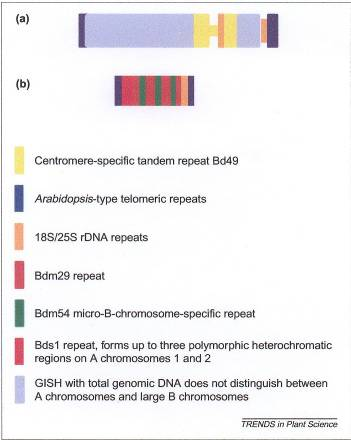 (a)
(b)
Centromere-specific tandem repeat Bd49
Arabidopsis-type telomeric repeats
18S/25S rDNA repeats
Bdm29 repeat
Bdm54 micro-B-chromosome-specific repeat
Bds1 repeat, forms up to three polymorphic heterochromatic
regions on A chromosomes 1 and 2
GISH with total genomic DNA does not distinguish between
A chromosomes and large B chromosomes
TRENDS in Plant Science